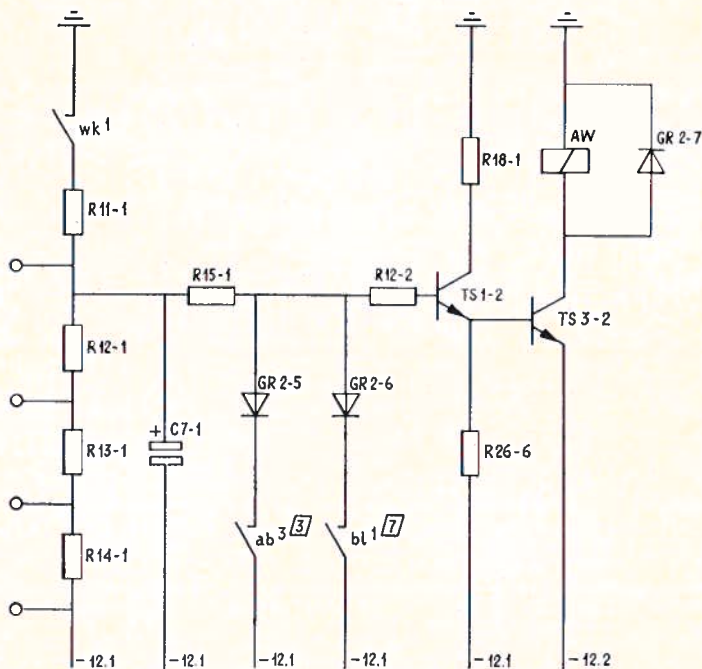 wk 1
R11-1
R18-1
AW
GR 2-7
R15-1
R12-2
TS 1-2
TS 3-2
R12-1
GR 2-5
GR 2-6
+ C7-1
R13-1
R26-6
ab 3 3
bl 1 7
R14-1
-12.1
-12.1
-12.1
-12.1
-12.1
-12.2